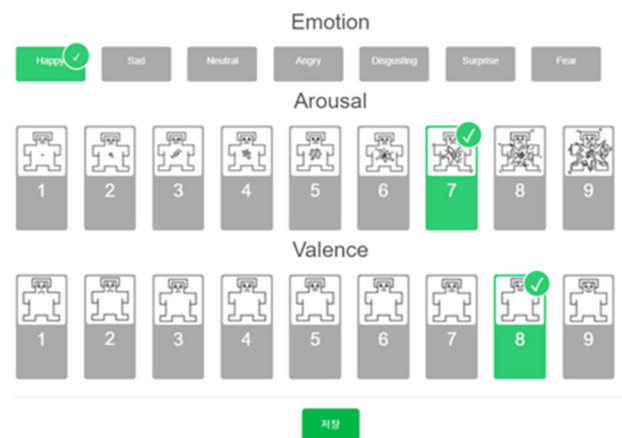 Emotion
Happy Sad Neutral Angry Disgusting Surprise Fear
Arousal
1 2 3 4 5 6 7 8 9
Valence
1 2 3 4 5 6 7 8 9
저장